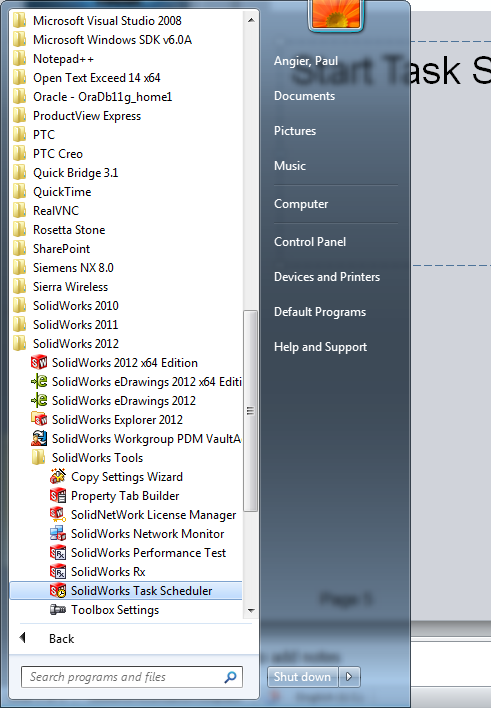 Microsoft Visual Studio 2008
Microsoft Windows SDK v6.0A
Notepad++
Open Text Exceed 14 x64
Oracle - OraDb11g_home1
ProductView Express
PTC
PTC Creo
Quick Bridge 3.1
QuickTime
RealVNC
Rosetta Stone
SharePoint
Siemens NX 8.0
Sierra Wireless
SolidWorks 2010
SolidWorks 2011
SolidWorks 2012
SolidWorks 2012 x64 Edition
SolidWorks eDrawings 2012 x64 Editi
SolidWorks eDrawings 2012
SolidWorks Explorer 2012
SolidWorks Workgroup PDM VaultA
SolidWorks Tools
Copy Settings Wizard
Property Tab Builder
SolidNetWork License Manager
SolidWorks Network Monitor
SolidWorks Performance Test
SolidWorks Rx
SolidWorks Task Scheduler
Toolbox Settings
Back
Search programs and files
Angier, Paul
Documents
Pictures
Music
Computer
Control Panel
Devices and Printers
Default Programs
Help and Support
Shut down
Start Task S
Page 5
add notes